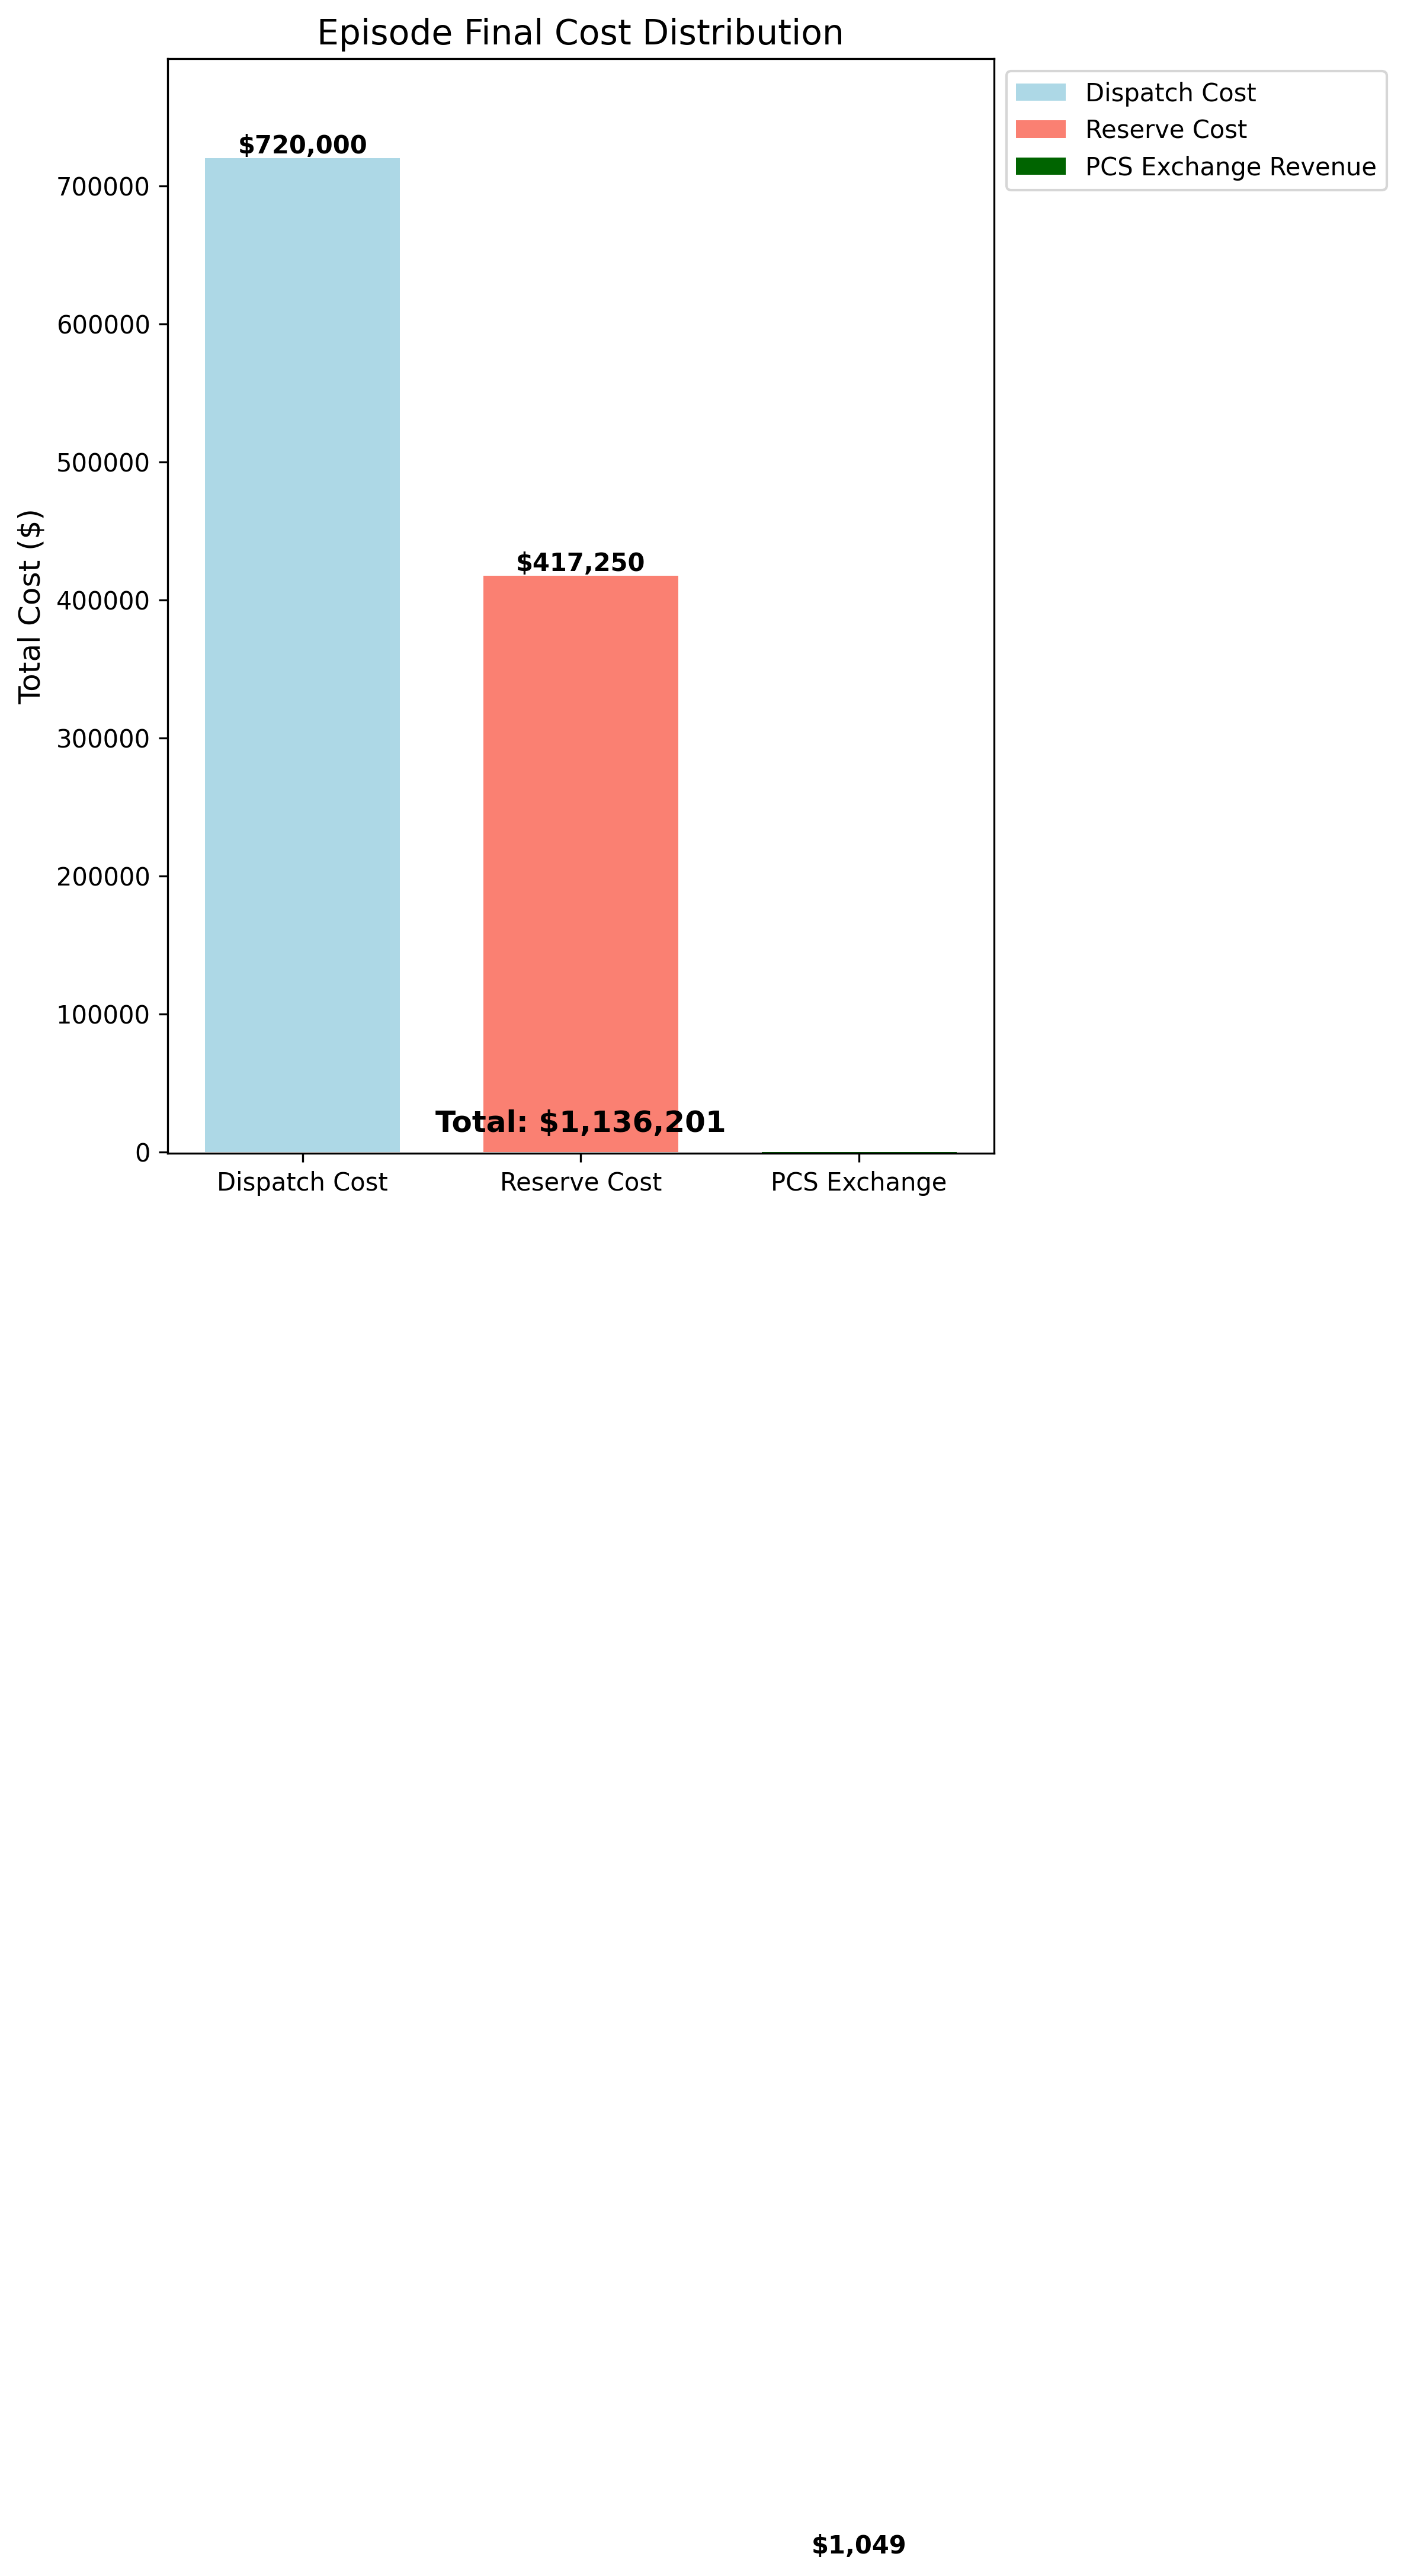 Episode Final Cost Distribution
Dispatch Cost
Reserve Cost
PCS Exchange Revenue
Total Cost ($)
700000
600000
500000
400000
300000
200000
100000
0
$720,000
$417,250
Total: $1,136,201
Dispatch Cost
Reserve Cost
PCS Exchange
$1,049